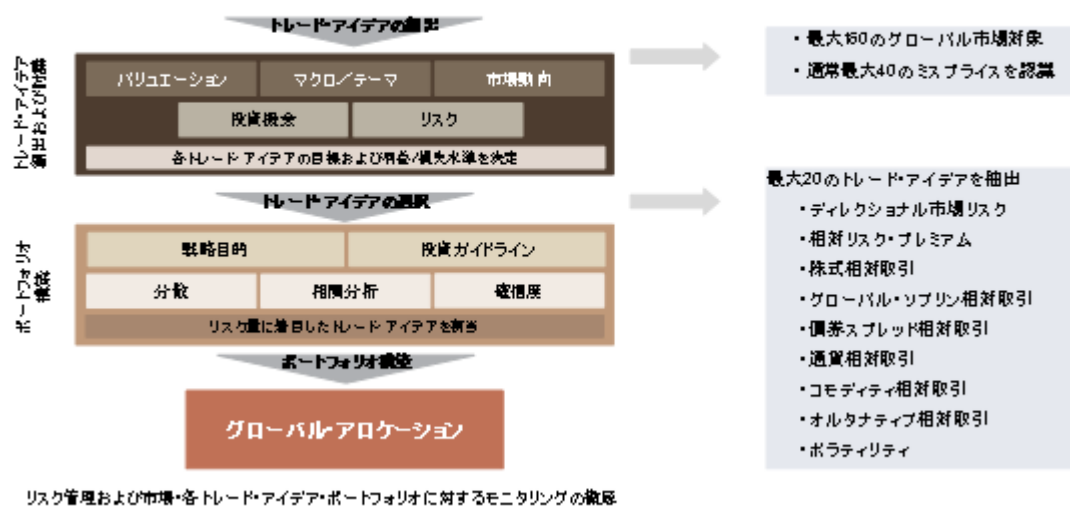 トレード・アイデアの創出
トレード・アイデア
創出および討議
バリュエーション
マクロ/テーマ
市場動向
投資機会
リスク
各トレード・アイデアの目標および利益/損失水準を決定
・最大160のグローバル市場対象
・通常最大40のミスプライスを認識
トレード・アイデアの選択
ポートフォリオ
構築
戦略目的
投資ガイドライン
分散
相関分析
確信度
リスク量に着目したトレード・アイデアを割当
最大20のトレード・アイデアを抽出
・ディレクショナル市場リスク
・相対リスク・プレミアム
・株式相対取引
・グローバル・ソブリン相対取引
・債券スプレッド相対取引
・通貨相対取引
・コモディティ相対取引
・オルタナティブ相対取引
・ボラティリティ
ポートフォリオ構築
グローバル・アロケーション
リスク管理および市場・各トレード・アイデア・ポートフォリオに対するモニタリングの徹底